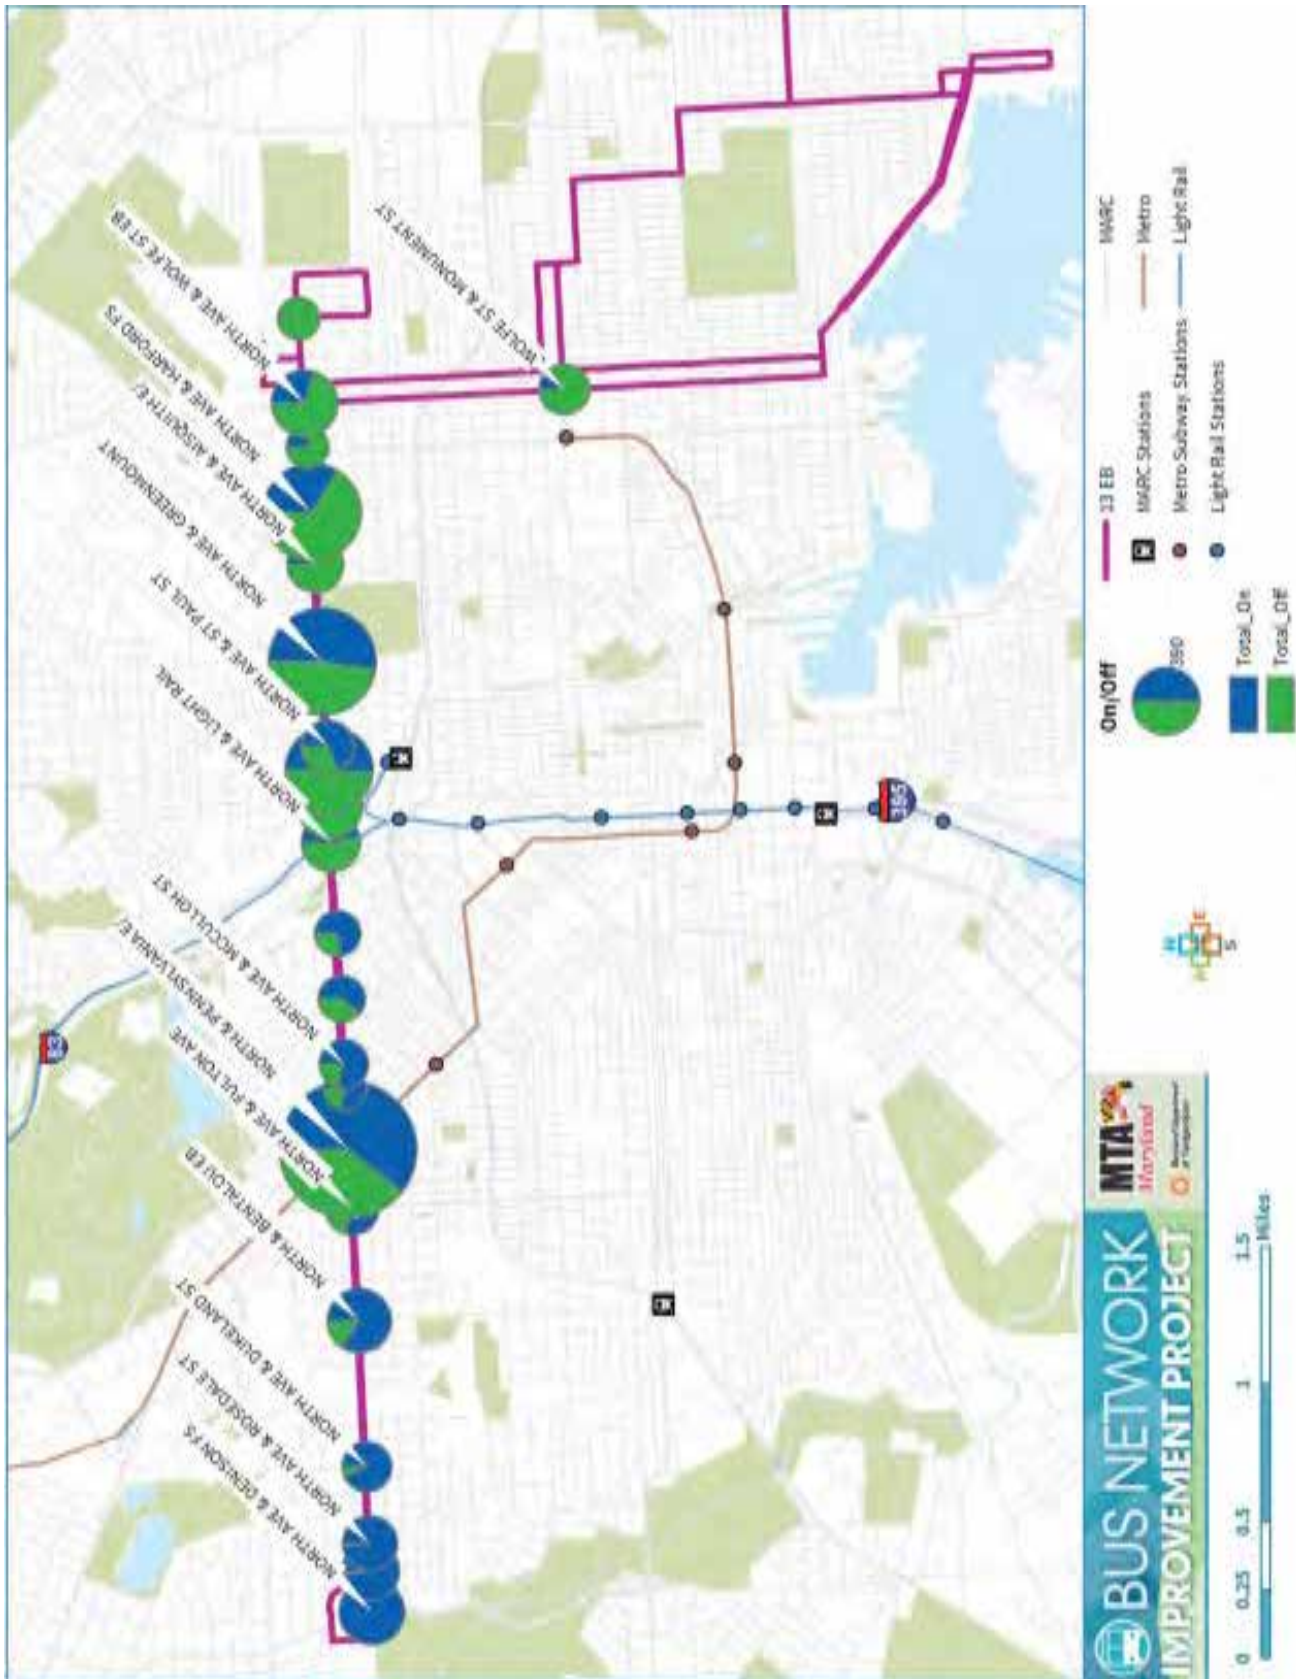 NORTH AVE & DENISON FS
NORTH AVE & ROSEDALE ST
NORTH AVE & DUKELAND ST
NORTH & BENTALOU EB
NORTH AVE & FULTON AVE
NORTH & PENNSYLVANIA E/
NORTH AVE & MCCULLOH ST
NORTH AVE & LIGHT RAIL
NORTH AVE & ST PAUL ST
NORTH AVE & GREENMOUNT
NORTH AVE & AISQUITH E/
NORTH AVE & HARFORD FS
NORTH AVE & WOLFE ST EB
WOLFE ST & MONUMENT ST
83
395
BUS NETWORK
IMPROVEMENT PROJECT
MTA
Maryland
0 0.25 0.5 1 1.5
Miles
N
E
S
On/Off
390
Total_On
Total_Off
13 EB
MARC Stations
Metro Subway Stations
Light Rail Stations
MARC
Metro
Light Rail